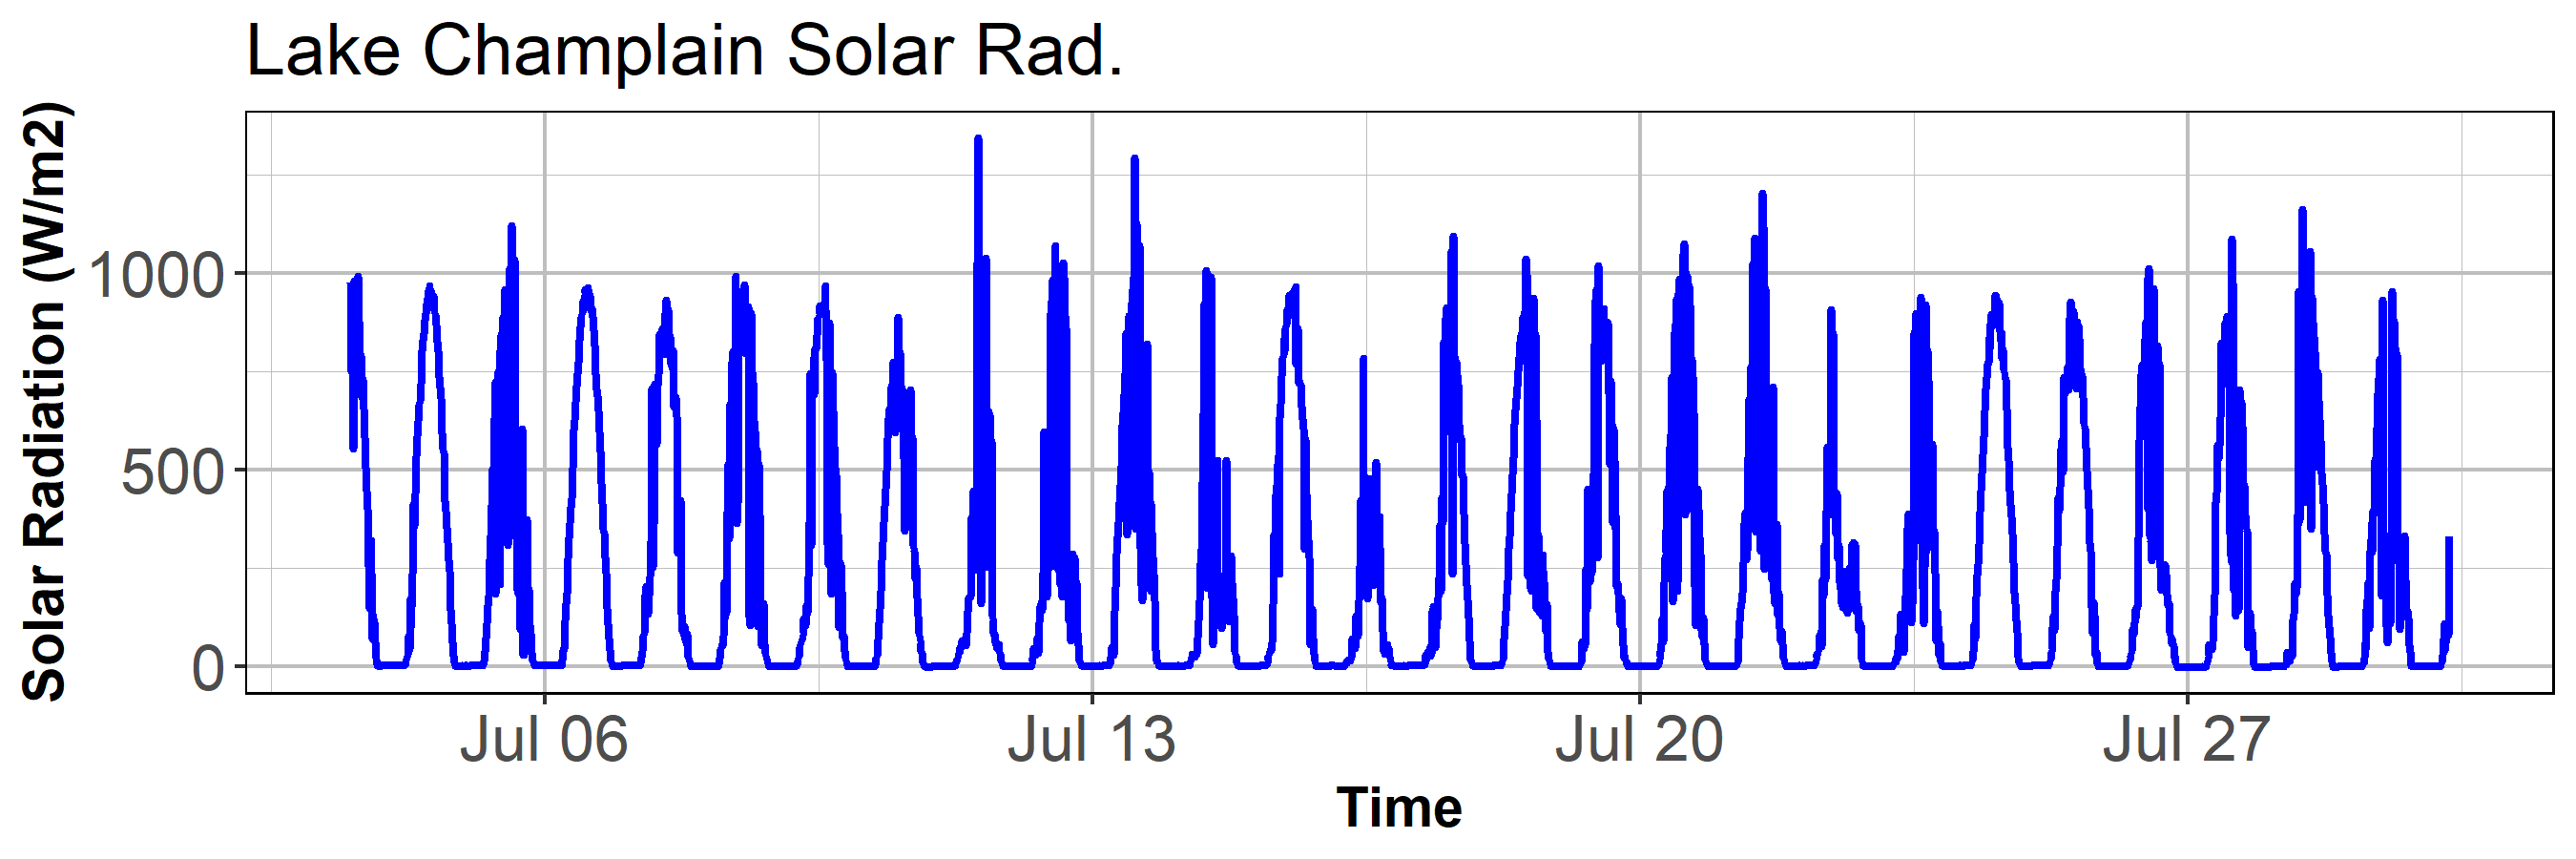 Lake Champlain Solar Rad.
Solar Radiation (W/m2)
1000
500
0
Jul 06 Jul 13 Jul 20 Jul 27
Time